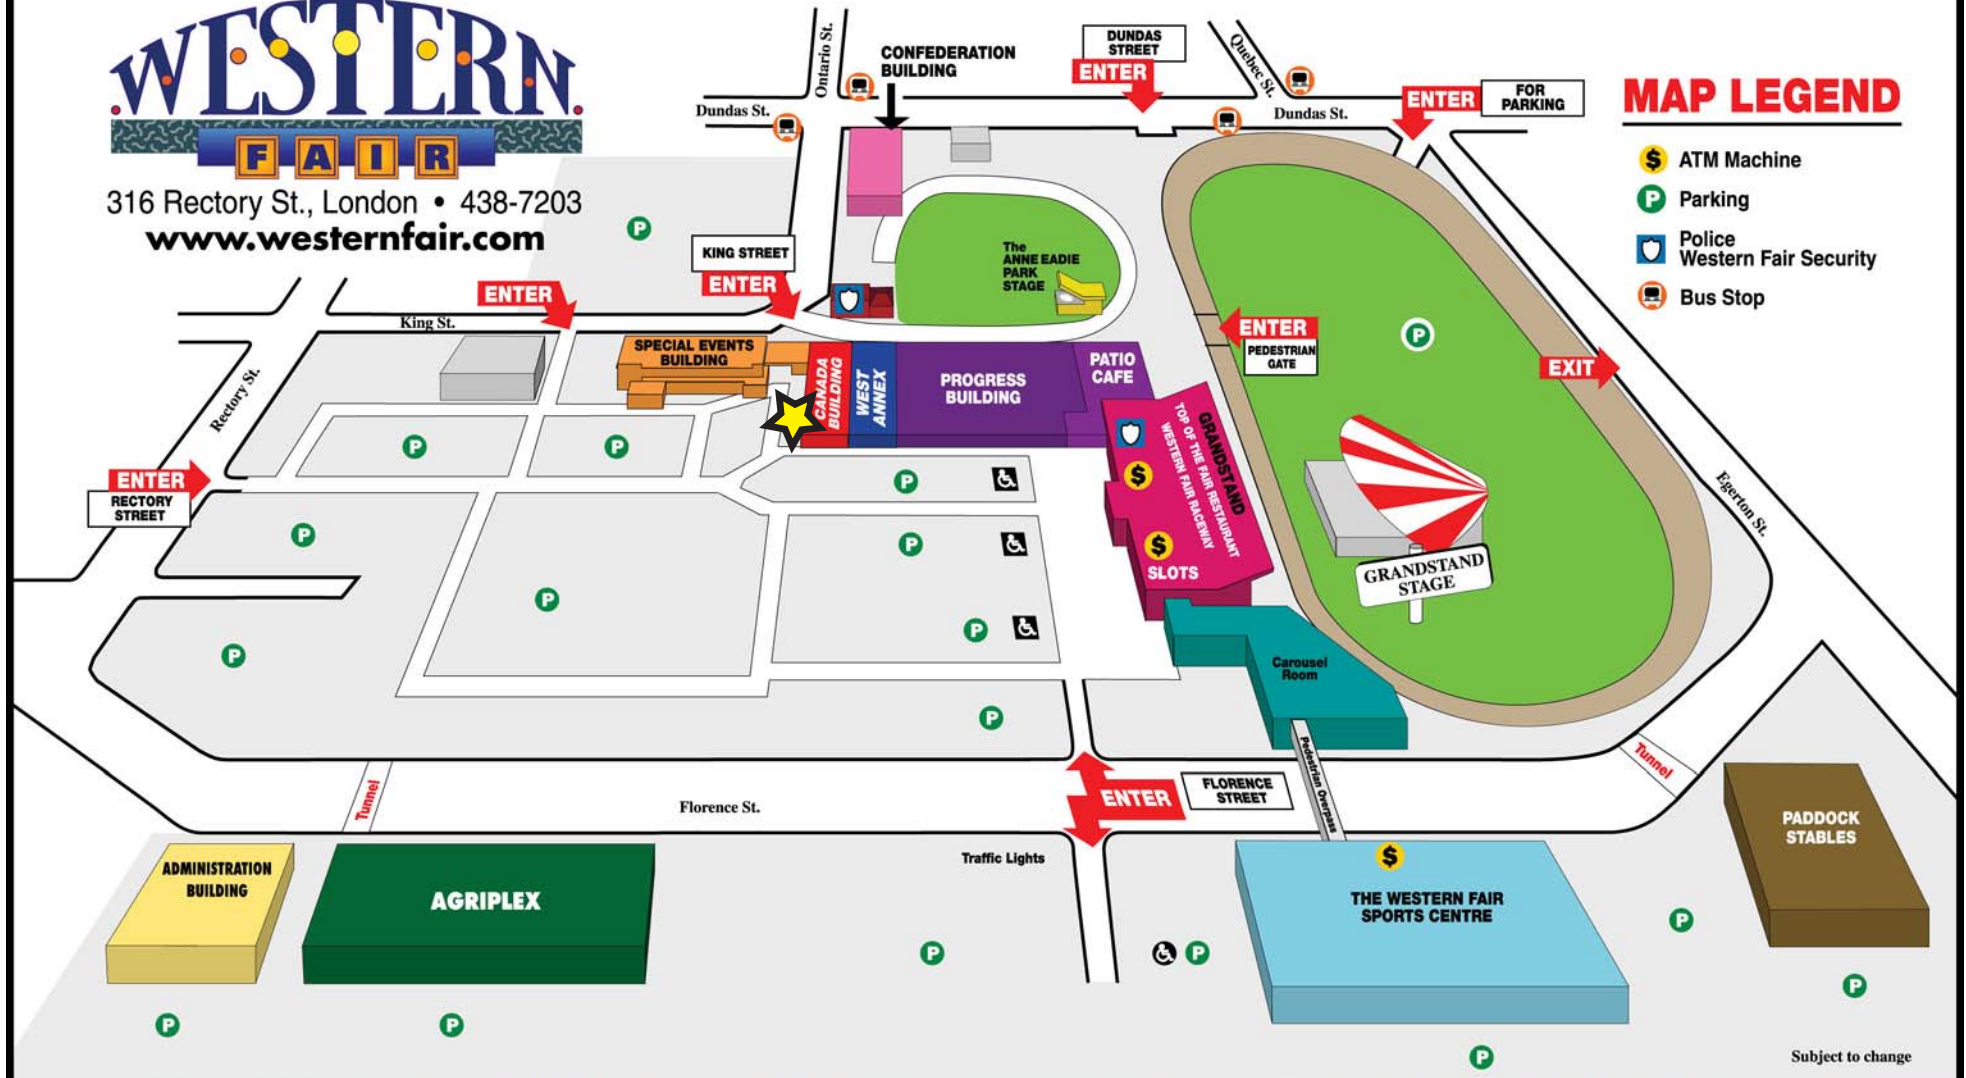 WESTERN
FAIR
316 Rectory St., London • 438-7203
www.westernfair.com
Ontario St.
CONFEDERATION
BUILDING
DUNDAS
STREET
ENTER
Quebec St.
Dundas St.
Dundas St.
ENTER
FOR
PARKING
MAP LEGEND
$ ATM Machine
P Parking
Police
Western Fair Security
Bus Stop
P
KING STREET
ENTER
ENTER
King St.
The
ANNE EADIE
PARK
STAGE
ENTER
PEDESTRIAN
GATE
P
EXIT
SPECIAL EVENTS
BUILDING
CANADA
BUILDING
WEST
ANNEX
PROGRESS
BUILDING
PATIO
CAFE
Rectory St.
P
P
GRANDSTAND
TOP OF THE FAIR RESTAURANT
WESTERN FAIR RACEWAY
$
$
SLOTS
ENTER
RECTORY
STREET
P
P
P
P
P
P
P
P
GRANDSTAND
STAGE
Egerton St.
Carousel
Room
Pedestrian Overpass
Tunnel
Tunnel
Florence St.
ENTER
FLORENCE
STREET
Traffic Lights
ADMINISTRATION
BUILDING
AGRIPLEX
$
THE WESTERN FAIR
SPORTS CENTRE
PADDOCK
STABLES
P
P
P
P
P
P
P
Subject to change